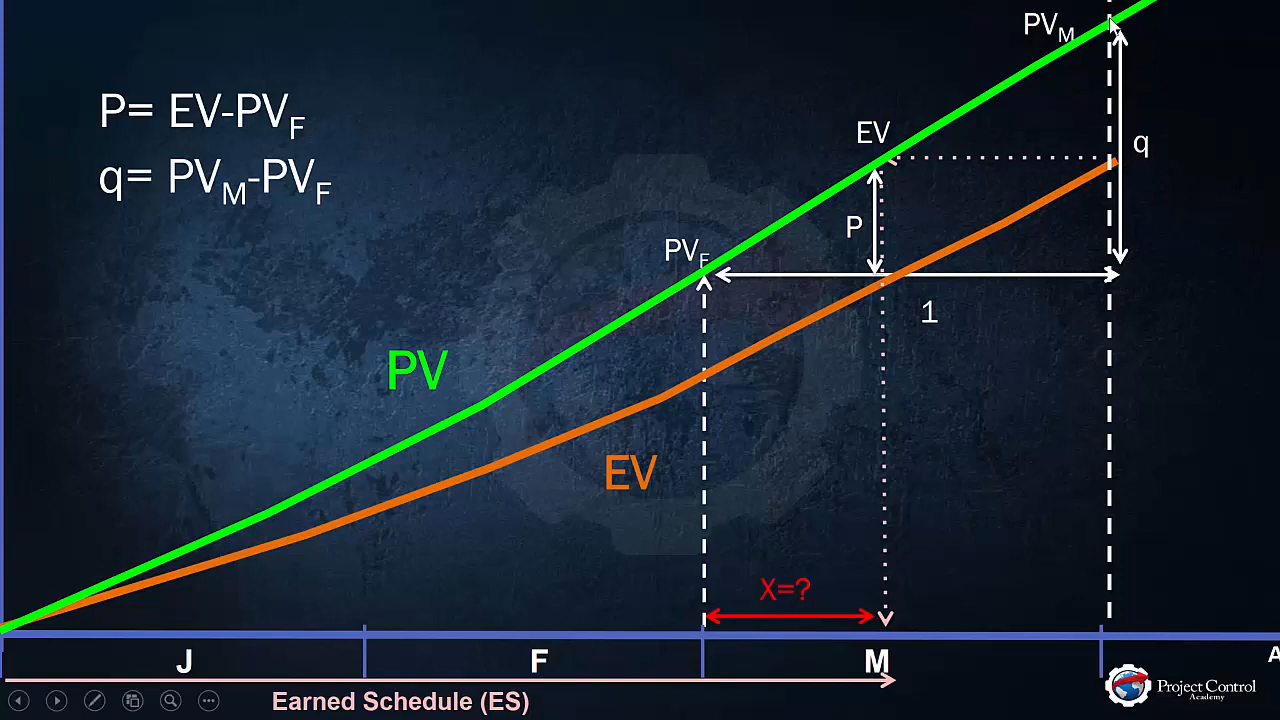 PV_M
P= EV-PV_F
EV
q
q= PV_M-PV_F
P
PV_F
1
PV
EV
X=?
J F M A
Earned Schedule (ES)
Project Control
Academy